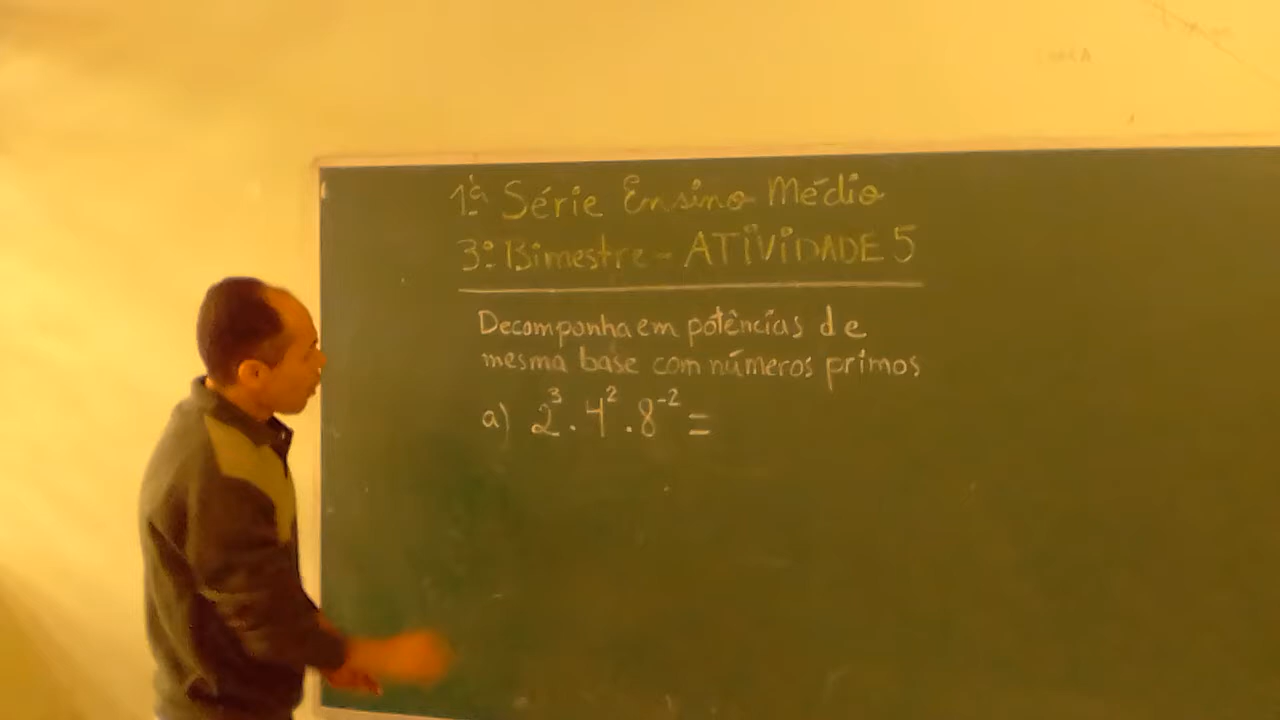 1ª Série Ensino Médio
3º Bimestre - ATIVIDADE 5
Decomponha em potências de
mesma base com números primos
a) 2³ . 4² . 8⁻² =